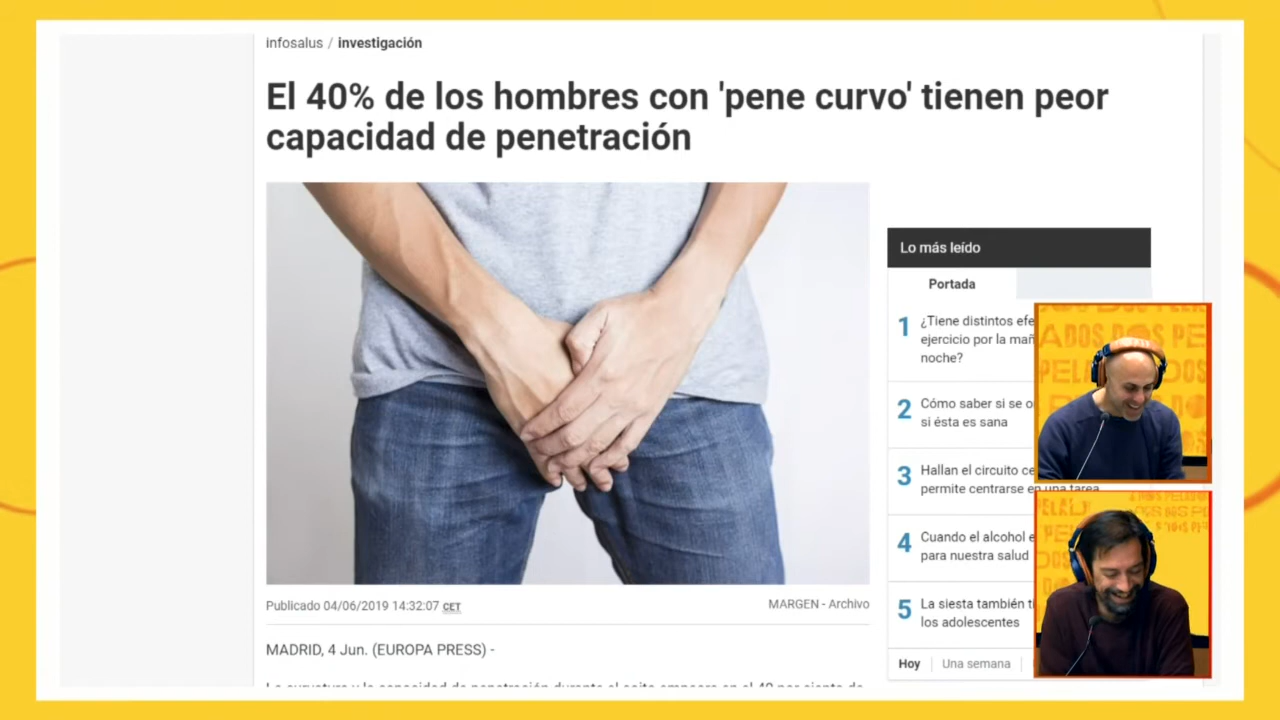 infosalus / investigación
El 40% de los hombres con 'pene curvo' tienen peor
capacidad de penetración
Lo más leído
Portada
1 ¿Tiene distintos
ejercicio por la
noche?
2 Cómo saber si se
si ésta es sana
3 Hallan el circuito
permite centrarse en una tarea
4 Cuando el alcohol
para nuestra salud
5 La siesta también
los adolescentes
Hoy Una semana
Publicado 04/06/2019 14:32:07 CET
MARGEN - Archivo
MADRID, 4 Jun. (EUROPA PRESS) -